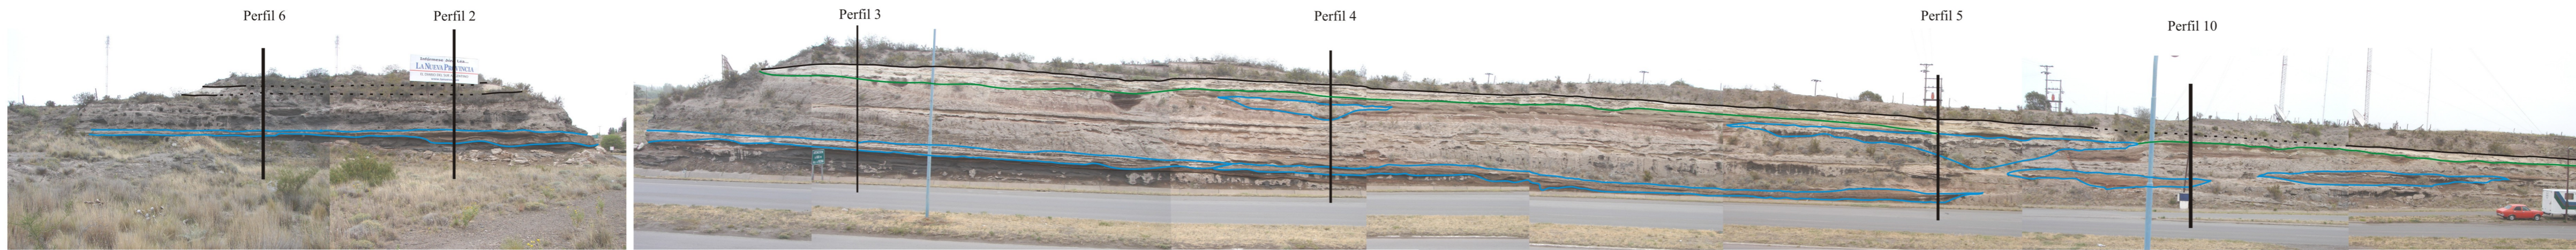 Perfil 6
Perfil 2
Perfil 3
Perfil 4
Perfil 5
Perfil 10
LA NUEVA PROVINCIA